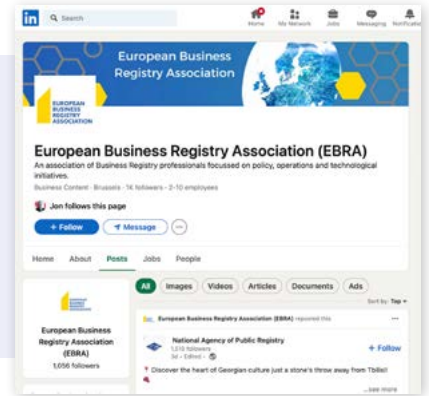 in
Search
Home
My Network
Jobs
Messaging
Notifications
European Business
Registry Association
EUROPEAN
BUSINESS
REGISTRY
ASSOCIATION
European Business Registry Association (EBRA)
An association of Business Registry professionals focussed on policy, operations and technological
initiatives.
Business Content · Brussels · 1K followers · 2-10 employees
Jon follows this page
+ Follow
Message
Home About Posts Jobs People
All Images Videos Articles Documents Ads
Sort by: Top
European Business
Registry Association
(EBRA)
1,056 followers
European Business Registry Association (EBRA) reposted this
National Agency of Public Registry
followers
3d · Edited ·
+ Follow
Discover the heart of Georgian culture just a stone's throw away from Tbilisi!
...see more